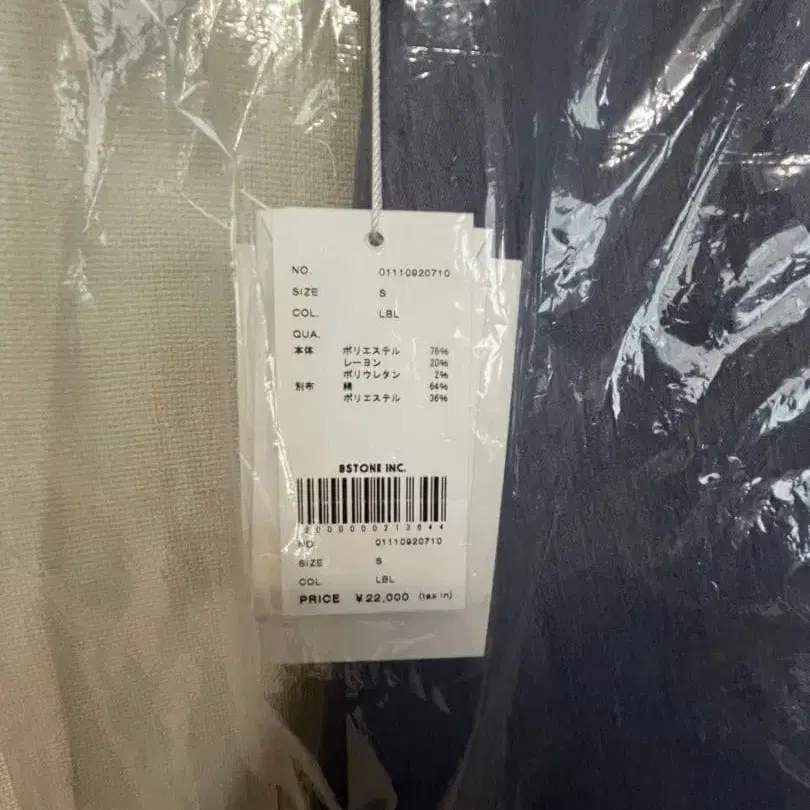 NO. 01110920710
SIZE S
COL. LBL
QUA.
本体 ポリエステル 76%
レーヨン 20%
ポリウレタン 2%
別布 綿 64%
ポリエステル 36%
BSTONE INC.
2000000213644
NO. 01110920710
SIZE S
COL. LBL
PRICE ¥22,000 (tax in)